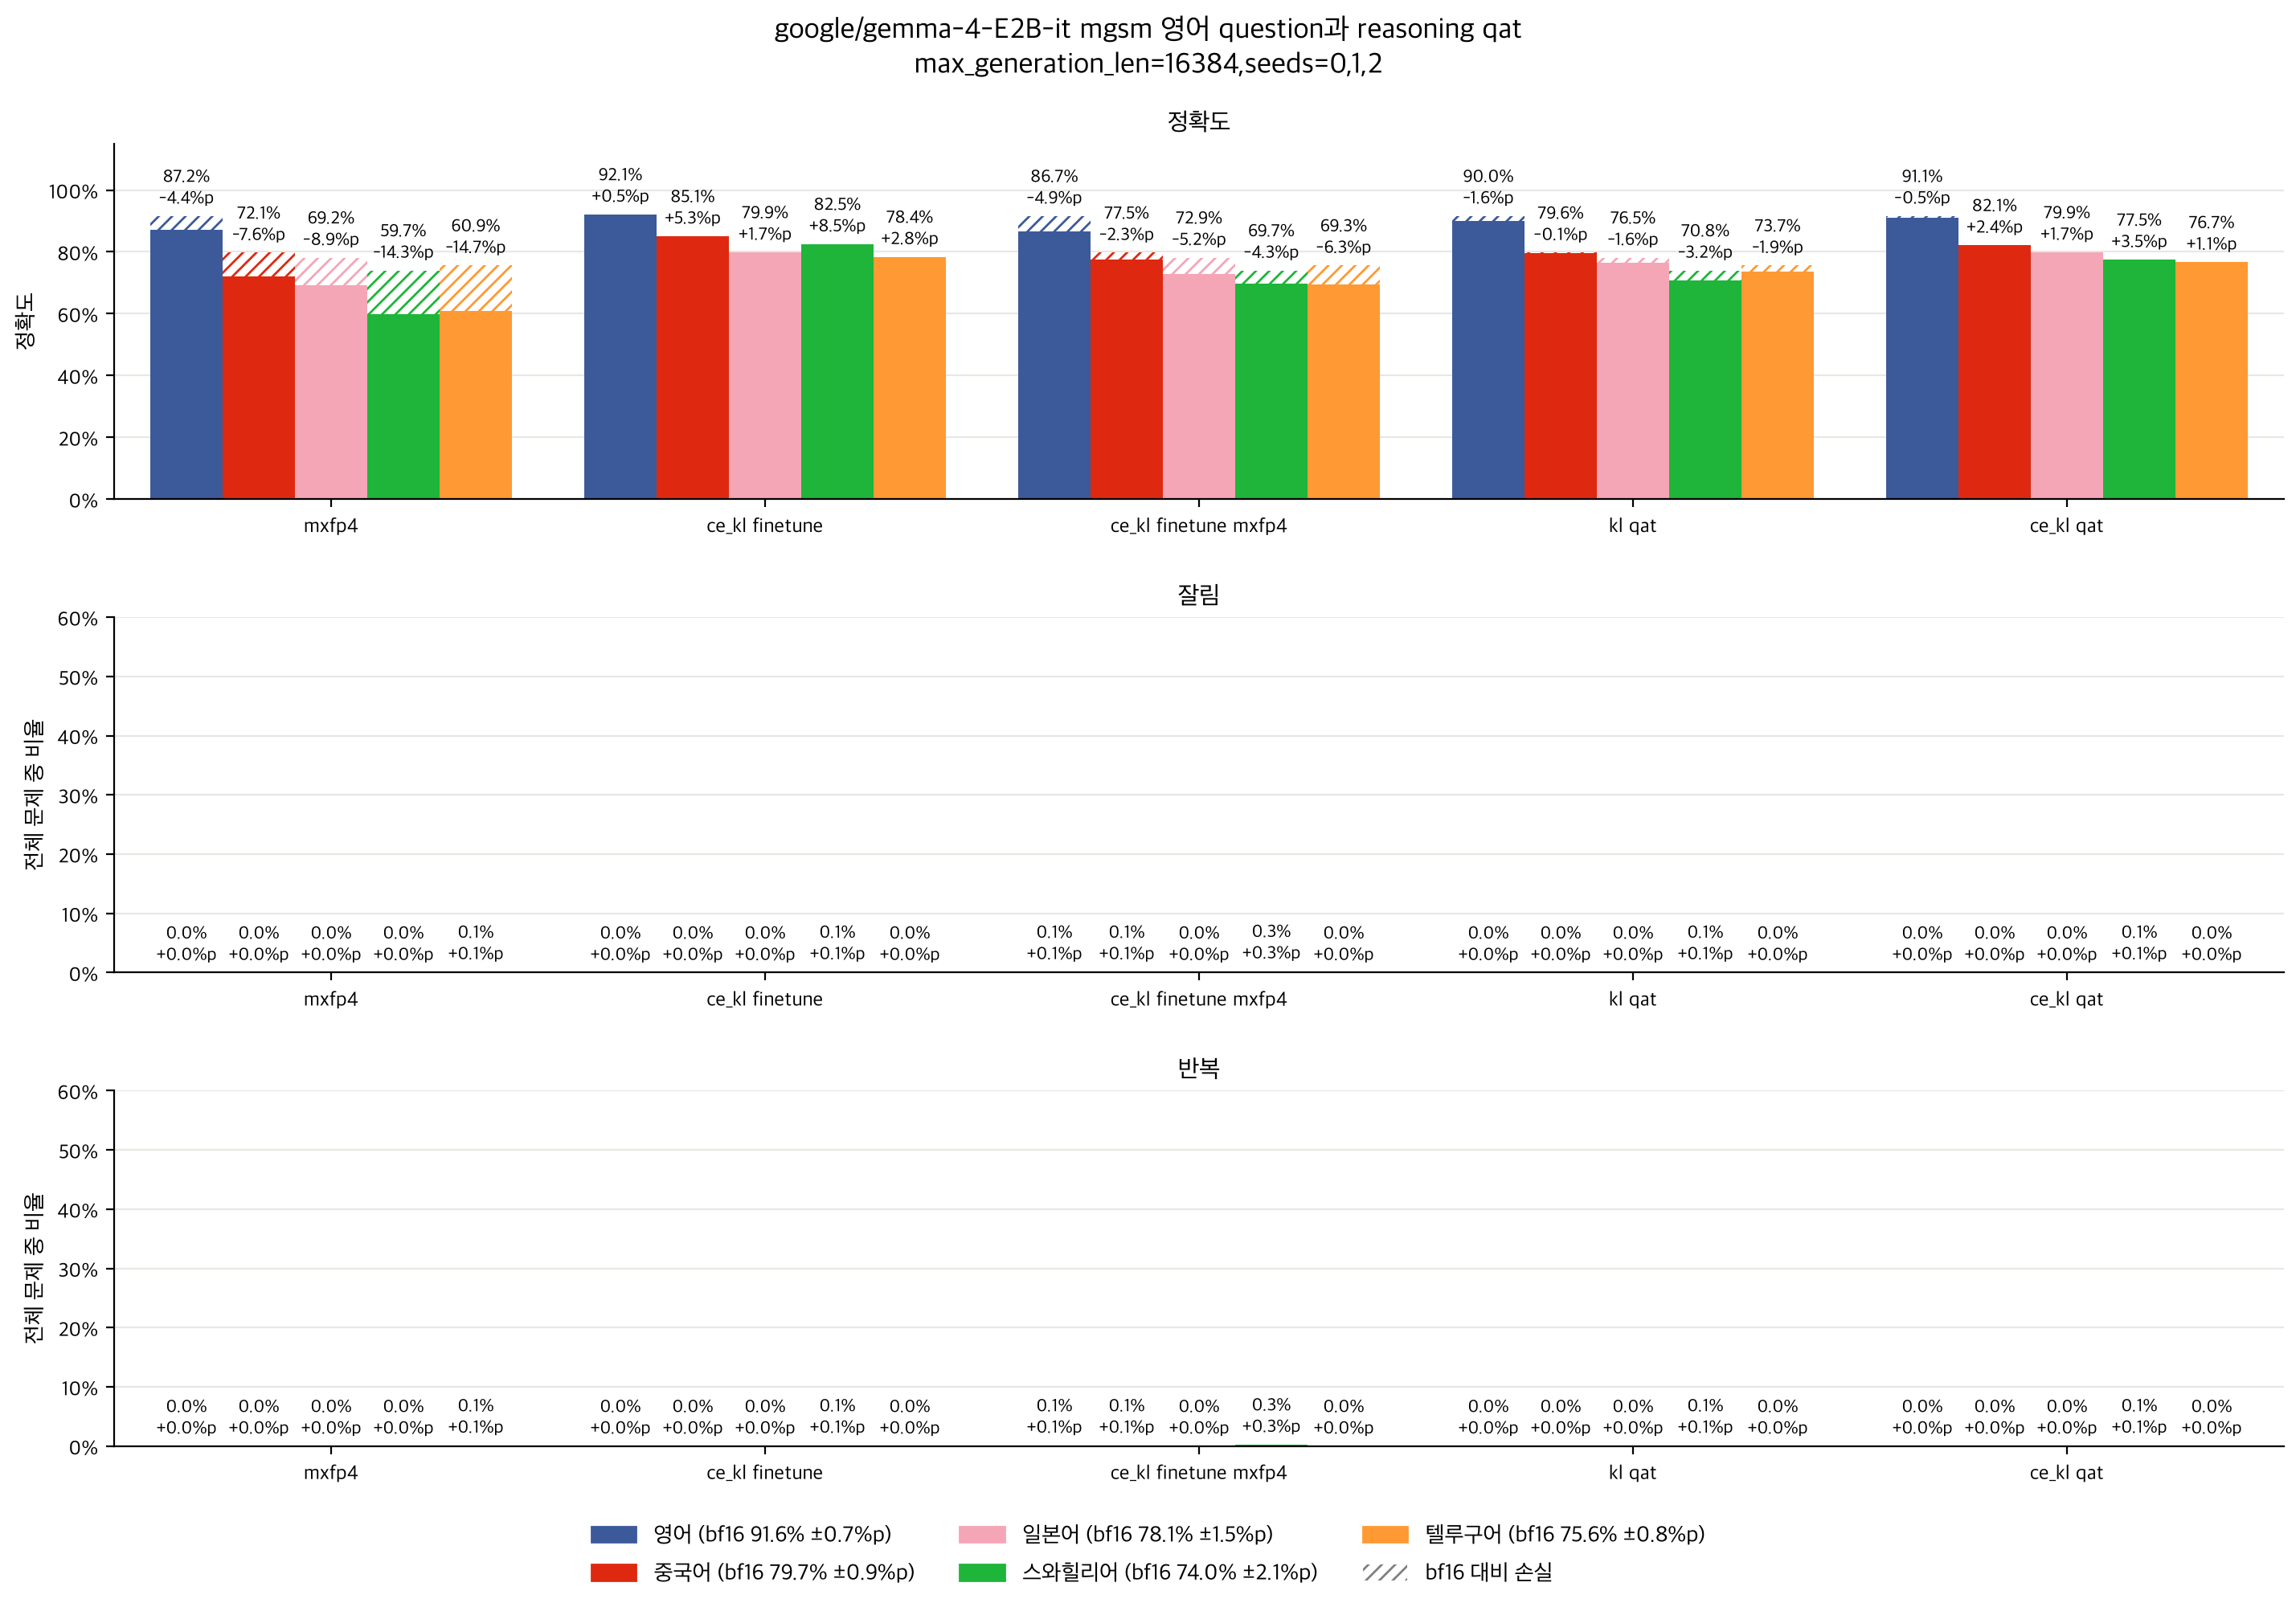 google/gemma-4-E2B-it mgsm 영어 question과 reasoning qat
max_generation_len=16384,seeds=0,1,2
정확도
정확도
100%
80%
60%
40%
20%
0%
87.2%
-4.4%p
72.1%
-7.6%p
69.2%
-8.9%p
59.7%
-14.3%p
60.9%
-14.7%p
92.1%
+0.5%p
85.1%
+5.3%p
79.9%
+1.7%p
82.5%
+8.5%p
78.4%
+2.8%p
86.7%
-4.9%p
77.5%
-2.3%p
72.9%
-5.2%p
69.7%
-4.3%p
69.3%
-6.3%p
90.0%
-1.6%p
79.6%
-0.1%p
76.5%
-1.6%p
70.8%
-3.2%p
73.7%
-1.9%p
91.1%
-0.5%p
82.1%
+2.4%p
79.9%
+1.7%p
77.5%
+3.5%p
76.7%
+1.1%p
mxfp4
ce_kl finetune
ce_kl finetune mxfp4
kl qat
ce_kl qat
잘림
전체 문제 중 비율
60%
50%
40%
30%
20%
10%
0%
0.0% 0.0% 0.0% 0.0% 0.1%
+0.0%p +0.0%p +0.0%p +0.0%p +0.1%p
0.0% 0.0% 0.0% 0.1% 0.0%
+0.0%p +0.0%p +0.0%p +0.1%p +0.0%p
0.1% 0.1% 0.0% 0.3% 0.0%
+0.1%p +0.1%p +0.0%p +0.3%p +0.0%p
0.0% 0.0% 0.0% 0.1% 0.0%
+0.0%p +0.0%p +0.0%p +0.1%p +0.0%p
0.0% 0.0% 0.0% 0.1% 0.0%
+0.0%p +0.0%p +0.0%p +0.1%p +0.0%p
mxfp4
ce_kl finetune
ce_kl finetune mxfp4
kl qat
ce_kl qat
반복
전체 문제 중 비율
60%
50%
40%
30%
20%
10%
0%
0.0% 0.0% 0.0% 0.0% 0.1%
+0.0%p +0.0%p +0.0%p +0.0%p +0.1%p
0.0% 0.0% 0.0% 0.1% 0.0%
+0.0%p +0.0%p +0.0%p +0.1%p +0.0%p
0.1% 0.1% 0.0% 0.3% 0.0%
+0.1%p +0.1%p +0.0%p +0.3%p +0.0%p
0.0% 0.0% 0.0% 0.1% 0.0%
+0.0%p +0.0%p +0.0%p +0.1%p +0.0%p
0.0% 0.0% 0.0% 0.1% 0.0%
+0.0%p +0.0%p +0.0%p +0.1%p +0.0%p
mxfp4
ce_kl finetune
ce_kl finetune mxfp4
kl qat
ce_kl qat
영어 (bf16 91.6% ±0.7%p)
중국어 (bf16 79.7% ±0.9%p)
일본어 (bf16 78.1% ±1.5%p)
스와힐리어 (bf16 74.0% ±2.1%p)
텔루구어 (bf16 75.6% ±0.8%p)
bf16 대비 손실